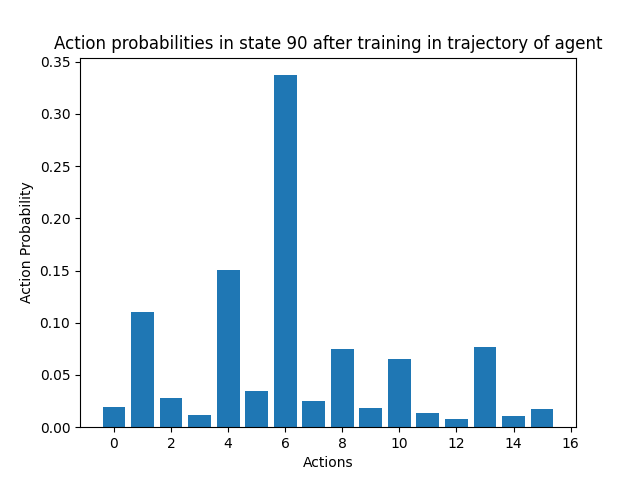 Action probabilities in state 90 after training in trajectory of agent
0.35
0.30
0.25
0.20
0.15
0.10
0.05
0.00
Action Probability
0 2 4 6 8 10 12 14 16
Actions